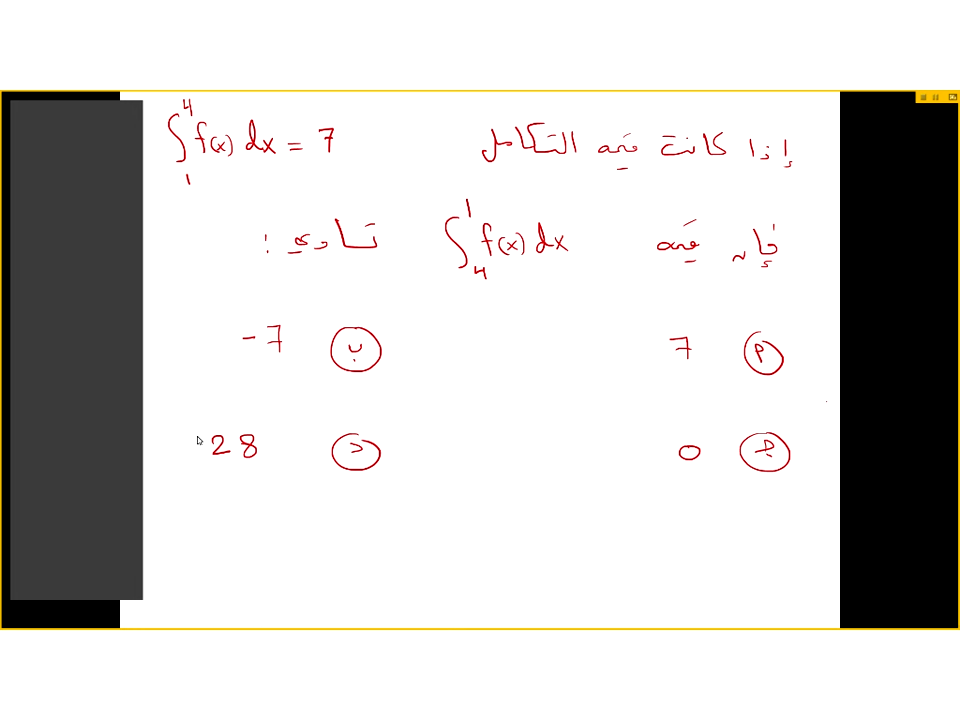 إذا كانت قيمة التكامل ∫₁⁴ f(x) dx = 7
فإن قيمة ∫₄¹ f(x) dx تساوي :
أ 7 ب -7
ج 0 د 28